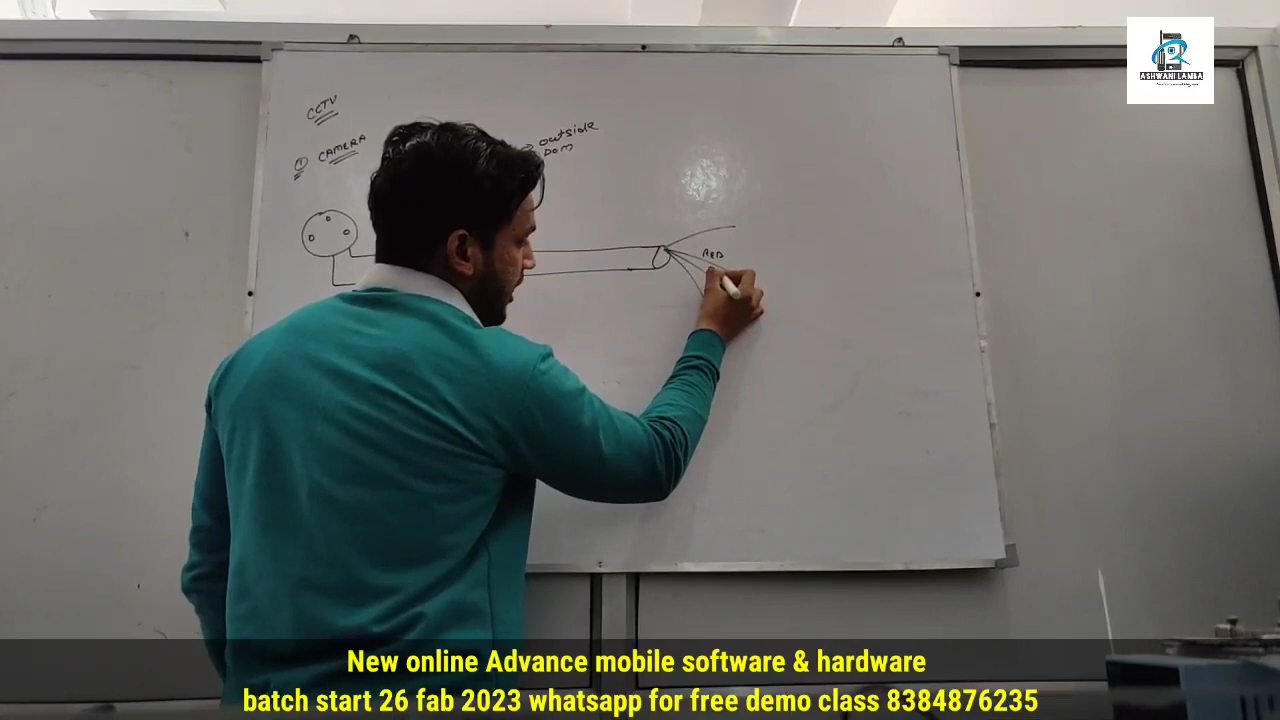 CCTV
① CAMERA
outside
DOM
RED
ASHWANI LAMBA
New online Advance mobile software & hardware
batch start 26 fab 2023 whatsapp for free demo class 8384876235